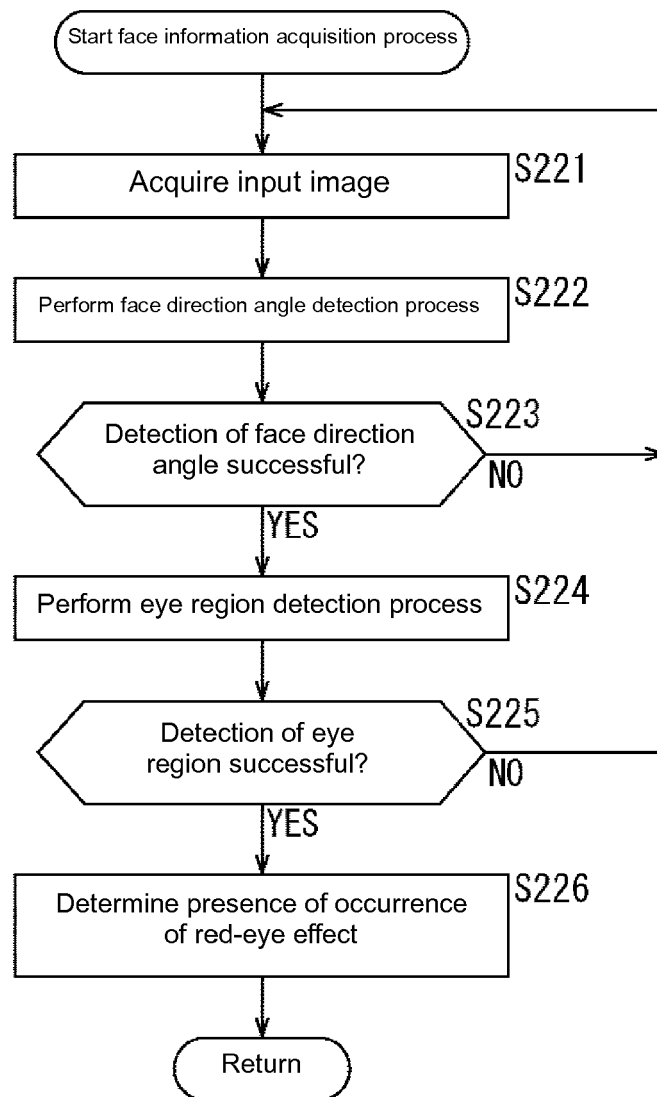 Start face information acquisition process
Acquire input image
S221
Perform face direction angle detection process
S222
Detection of face direction
angle successful?
S223
NO
YES
Perform eye region detection process
S224
Detection of eye
region successful?
S225
NO
YES
Determine presence of occurrence
of red-eye effect
S226
Return